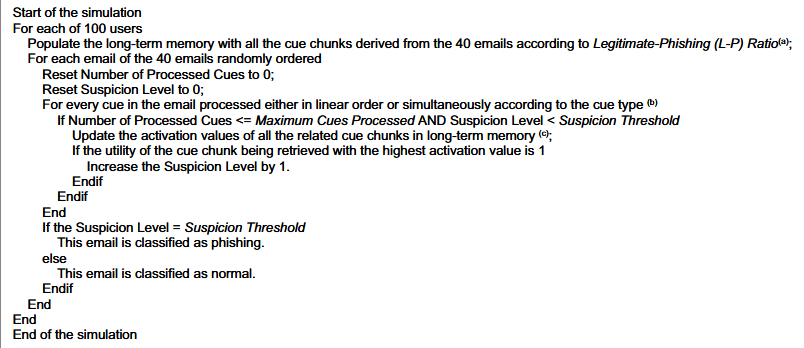 Start of the simulation
For each of 100 users
Populate the long-term memory with all the cue chunks derived from the 40 emails according to Legitimate-Phishing (L-P) Ratio(a);
For each email of the 40 emails randomly ordered
Reset Number of Processed Cues to 0;
Reset Suspicion Level to 0;
For every cue in the email processed either in linear order or simultaneously according to the cue type (b)
If Number of Processed Cues <= Maximum Cues Processed AND Suspicion Level < Suspicion Threshold
Update the activation values of all the related cue chunks in long-term memory (c);
If the utility of the cue chunk being retrieved with the highest activation value is 1
Increase the Suspicion Level by 1.
Endif
Endif
End
If the Suspicion Level = Suspicion Threshold
This email is classified as phishing.
else
This email is classified as normal.
Endif
End
End
End of the simulation